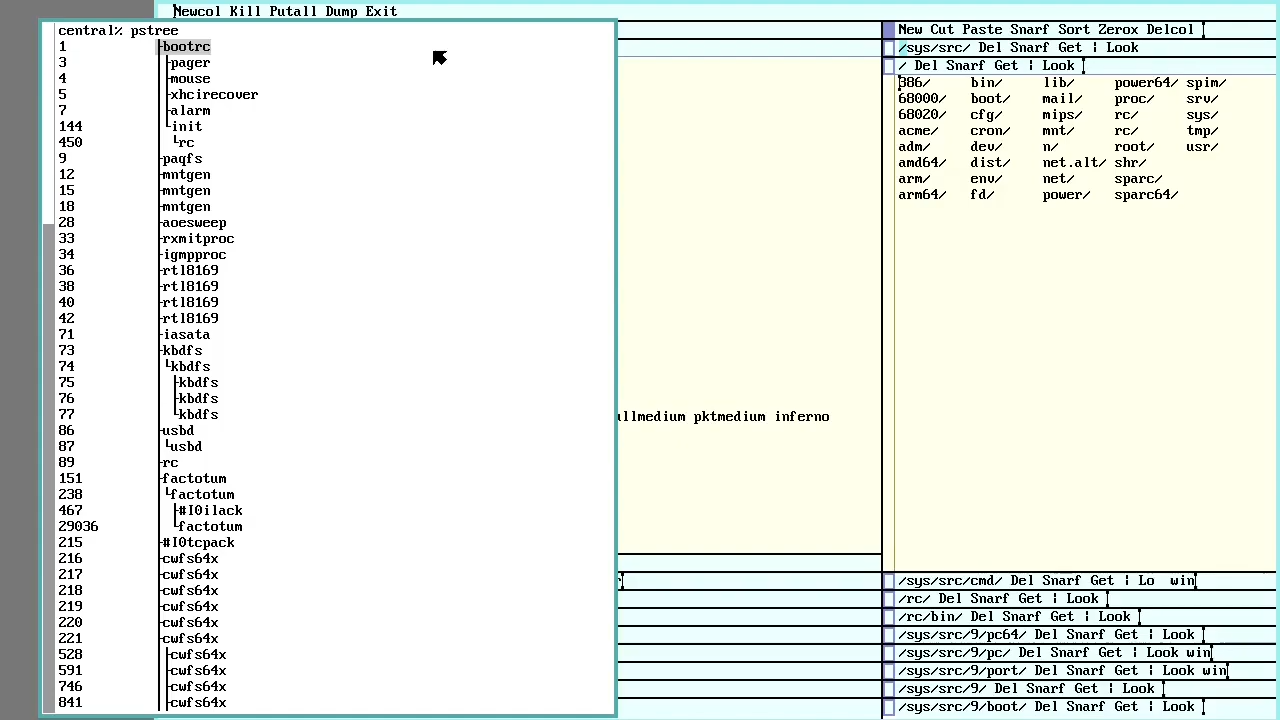 Newcol Kill Putall Dump Exit
central% pstree
1 bootrc
3 pager
4 mouse
5 xhcirecover
7 alarm
144 init
450 rc
9 paqfs
12 mntgen
15 mntgen
18 mntgen
28 aoesweep
33 rxmitproc
34 igmpproc
36 rtl8169
38 rtl8169
40 rtl8169
42 rtl8169
71 iasata
73 kbdfs
74 kbdfs
75 kbdfs
76 kbdfs
77 kbdfs
86 usbd
87 usbd
89 rc
151 factotum
238 factotum
467 #I0ilack
29036 factotum
215 #I0tcpack
216 cwfs64x
217 cwfs64x
218 cwfs64x
219 cwfs64x
220 cwfs64x
221 cwfs64x
528 cwfs64x
591 cwfs64x
746 cwfs64x
841 cwfs64x
pktmedium inferno
New Cut Paste Snarf Sort Zerox Delcol
/sys/src/ Del Snarf Get | Look
/ Del Snarf Get | Look
386/ bin/ lib/ power64/ spim/
68000/ boot/ mail/ proc/ srv/
68020/ cfg/ mips/ rc/ sys/
acme/ cron/ mnt/ rc/ tmp/
adm/ dev/ n/ root/ usr/
amd64/ dist/ net.alt/ shr/
arm/ env/ net/ sparc/
arm64/ fd/ power/ sparc64/
/sys/src/cmd/ Del Snarf Get | Lo win
/rc/ Del Snarf Get | Look
/rc/bin/ Del Snarf Get | Look
/sys/src/9/pc64/ Del Snarf Get | Look
/sys/src/9/pc/ Del Snarf Get | Look win
/sys/src/9/port/ Del Snarf Get | Look win
/sys/src/9/ Del Snarf Get | Look
/sys/src/9/boot/ Del Snarf Get | Look